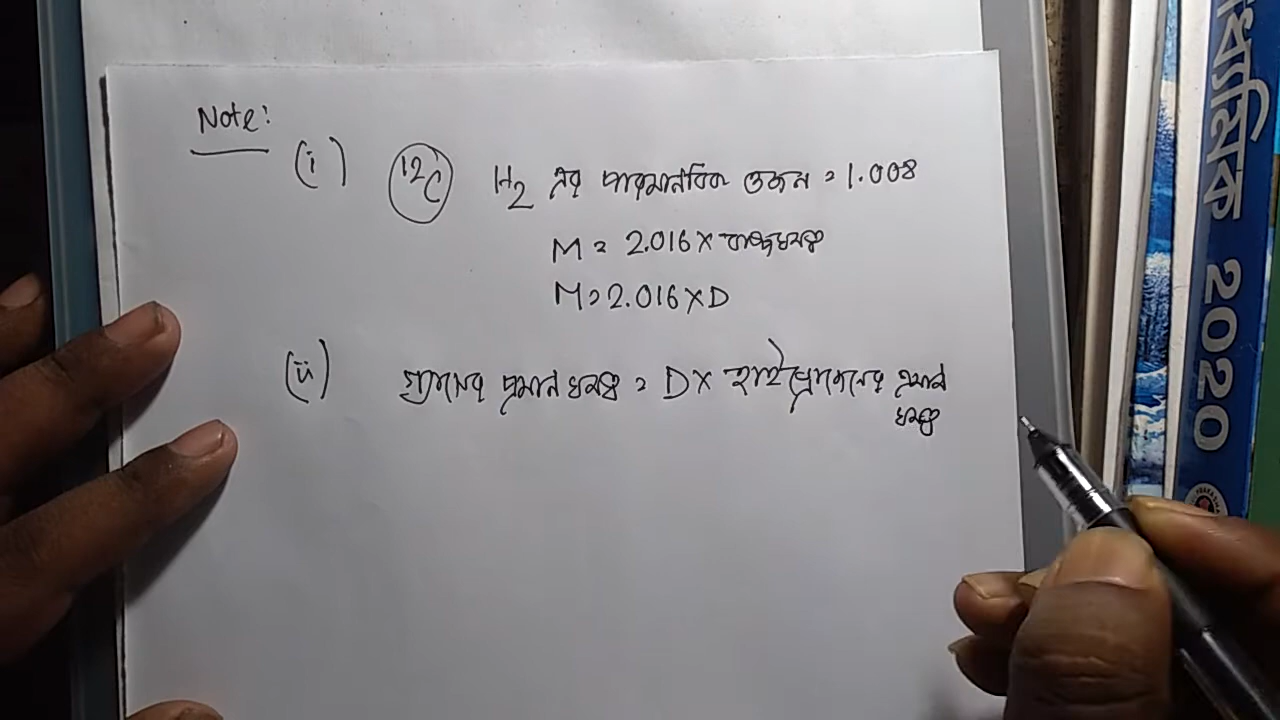 Note:
(i) 12C H2 এর পারমানবিক ওজন = 1.008
M = 2.016 × বাষ্পঘনত্ব
M = 2.016 × D
(ii) গ্যাসের প্রমান ঘনত্ব = D × হাইড্রোজেনের প্রমান
ঘনত্ব
2020